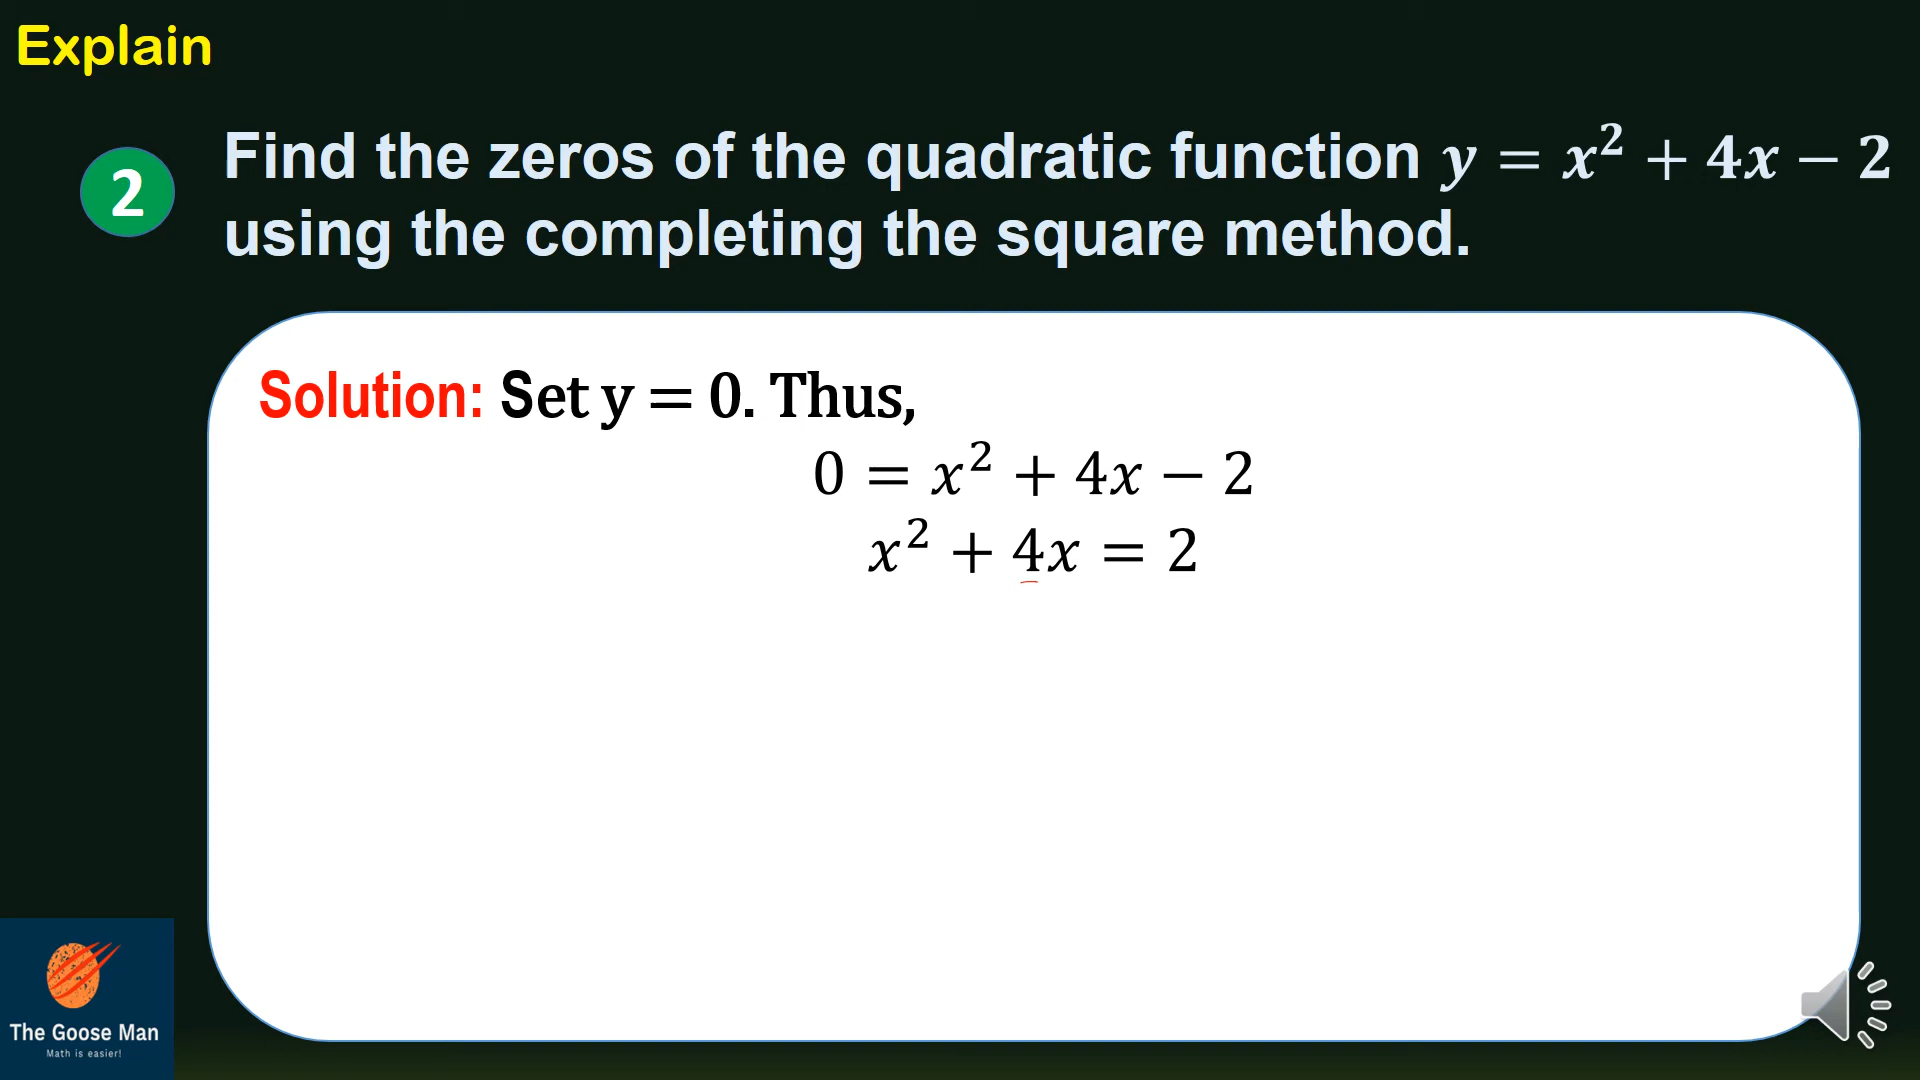 Explain
2
Find the zeros of the quadratic function y = x² + 4x − 2
using the completing the square method.
Solution: Set y = 0. Thus,
0 = x² + 4x − 2
x² + 4x = 2
The Goose Man
Math is easier!